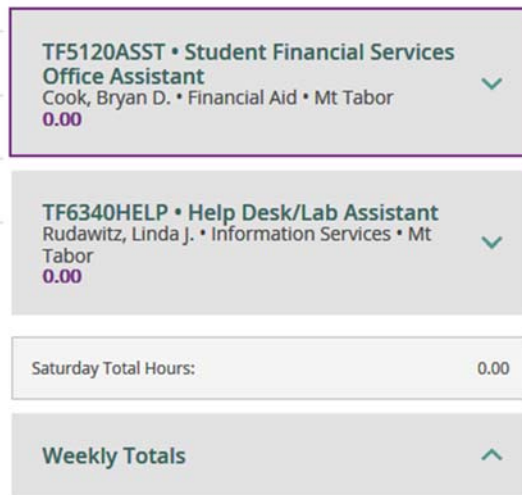 TF5120ASST • Student Financial Services
Office Assistant
Cook, Bryan D. • Financial Aid • Mt Tabor
0.00
TF6340HELP • Help Desk/Lab Assistant
Rudawitz, Linda J. • Information Services • Mt
Tabor
0.00
Saturday Total Hours: 0.00
Weekly Totals